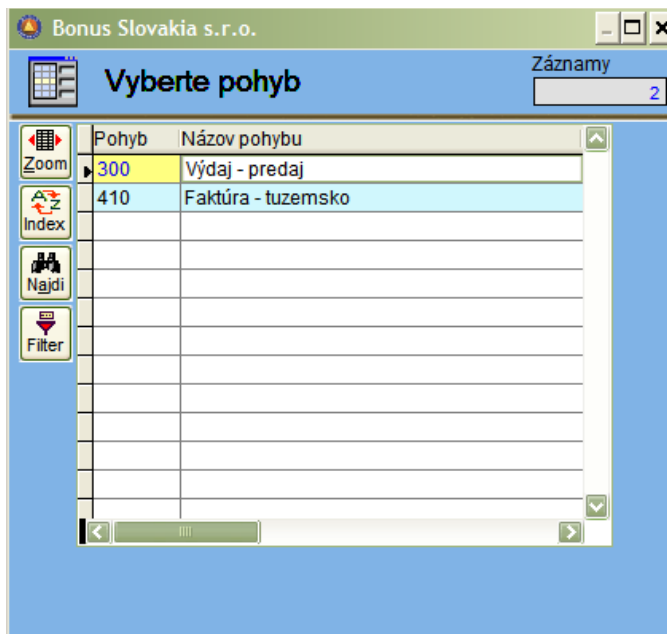 Bonus Slovakia s.r.o.
Vyberte pohyb
Záznamy
2
Zoom
Index
Najdi
Filter
Pohyb Názov pohybu
300 Výdaj - predaj
410 Faktúra - tuzemsko